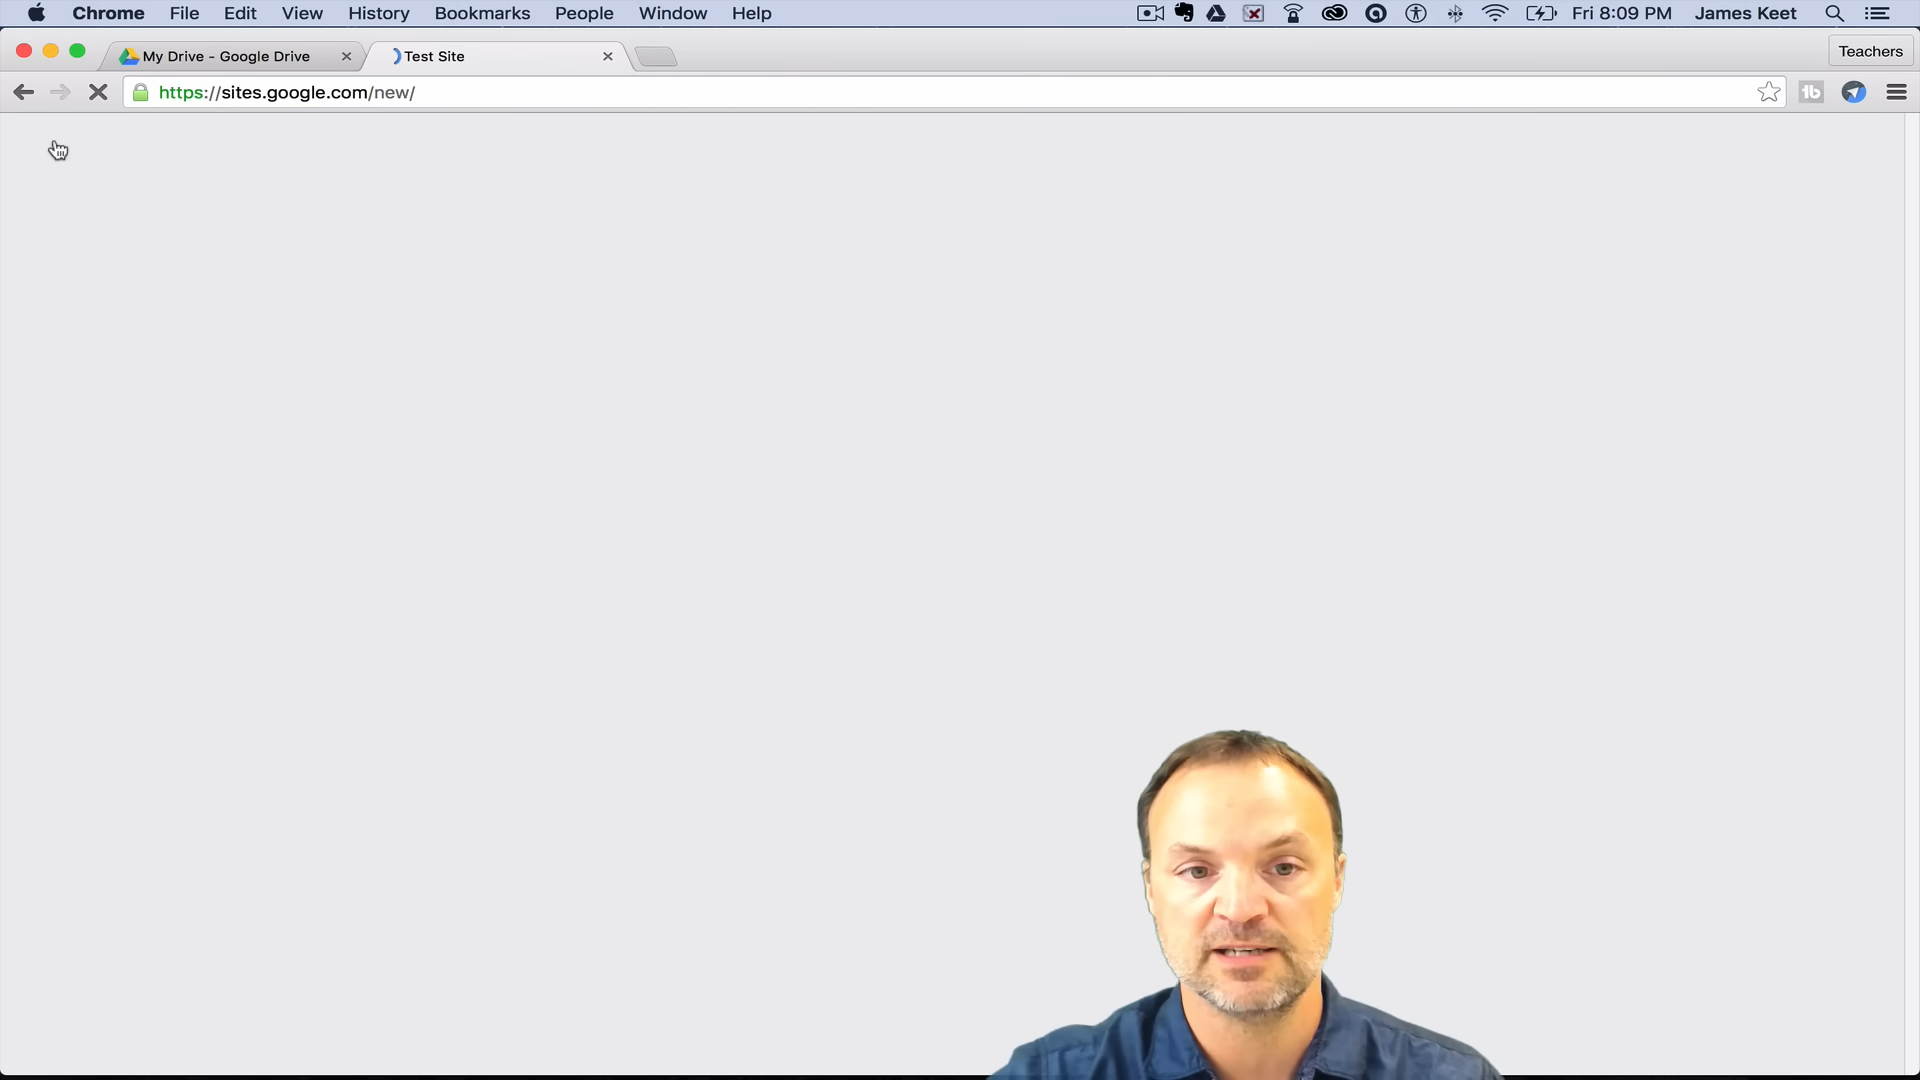 Chrome File Edit View History Bookmarks People Window Help Fri 8:09 PM James Keet
My Drive - Google Drive Test Site Teachers
https://sites.google.com/new/